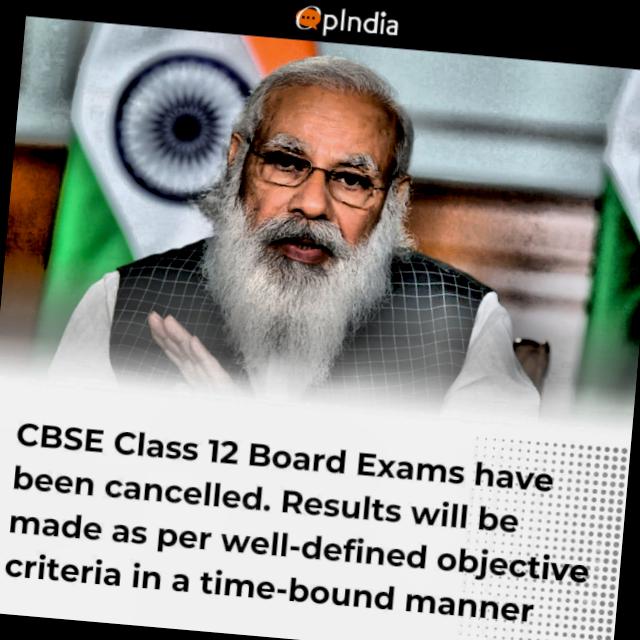 OpIndia
CBSE Class 12 Board Exams have
been cancelled. Results will be
made as per well-defined objective
criteria in a time-bound manner